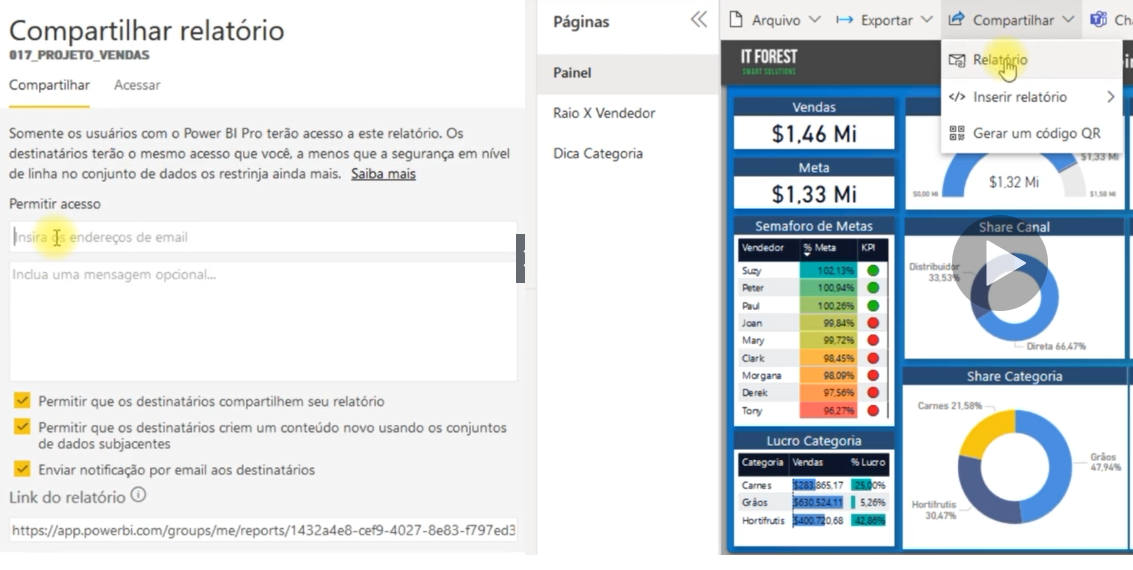 Compartilhar relatório
017_PROJETO_VENDAS
Compartilhar
Acessar
Somente os usuários com o Power BI Pro terão acesso a este relatório. Os
destinatários terão o mesmo acesso que você, a menos que a segurança em nível
de linha no conjunto de dados os restrinja ainda mais. Saiba mais
Permitir acesso
Insira os endereços de email
Inclua uma mensagem opcional...
Permitir que os destinatários compartilhem seu relatório
Permitir que os destinatários criem um conteúdo novo usando os conjuntos
de dados subjacentes
Enviar notificação por email aos destinatários
Link do relatório
https://app.powerbi.com/groups/me/reports/1432a4e8-cef9-4027-8e83-f797ed3
Páginas
Painel
Raio X Vendedor
Dica Categoria
Arquivo
Exportar
Compartilhar
Relatório
</> Inserir relatório
Gerar um código QR
IT FOREST
SMART SOLUTIONS
Vendas
$1,46 Mi
Meta
$1,33 Mi
Semaforo de Metas
Vendedor % Meta KPI
Suzy 102,13%
Peter 100,94%
Paul 100,26%
Joan 99,84%
Mary 99,72%
Clark 98,45%
Morgana 98,09%
Derek 97,56%
Tony 96,27%
Lucro Categoria
Categoria Vendas % Lucro
Carnes $283.865,17 25,00%
Grãos $630.524,11 5,26%
Hortifrutis $400.720,68 42,86%
$1,33 Mi
$1,32 Mi
$0,00 Mi
$1,58 Mi
Share Canal
Distribuidor
33,53%
Direta 66,47%
Share Categoria
Carnes 21,58%
Grãos
47,94%
Hortifrutis
30,47%